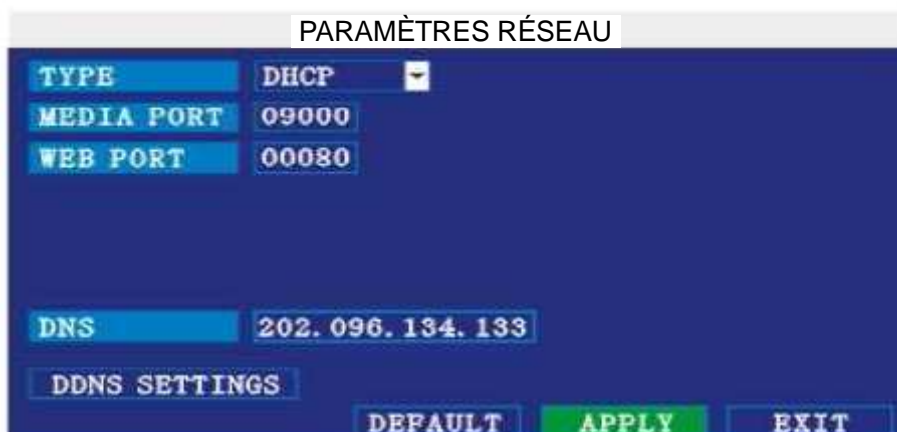 PARAMÈTRES RÉSEAU
TYPE DHCP
MEDIA PORT 09000
WEB PORT 00080
DNS 202.096.134.133
DDNS SETTINGS
DEFAULT APPLY EXIT